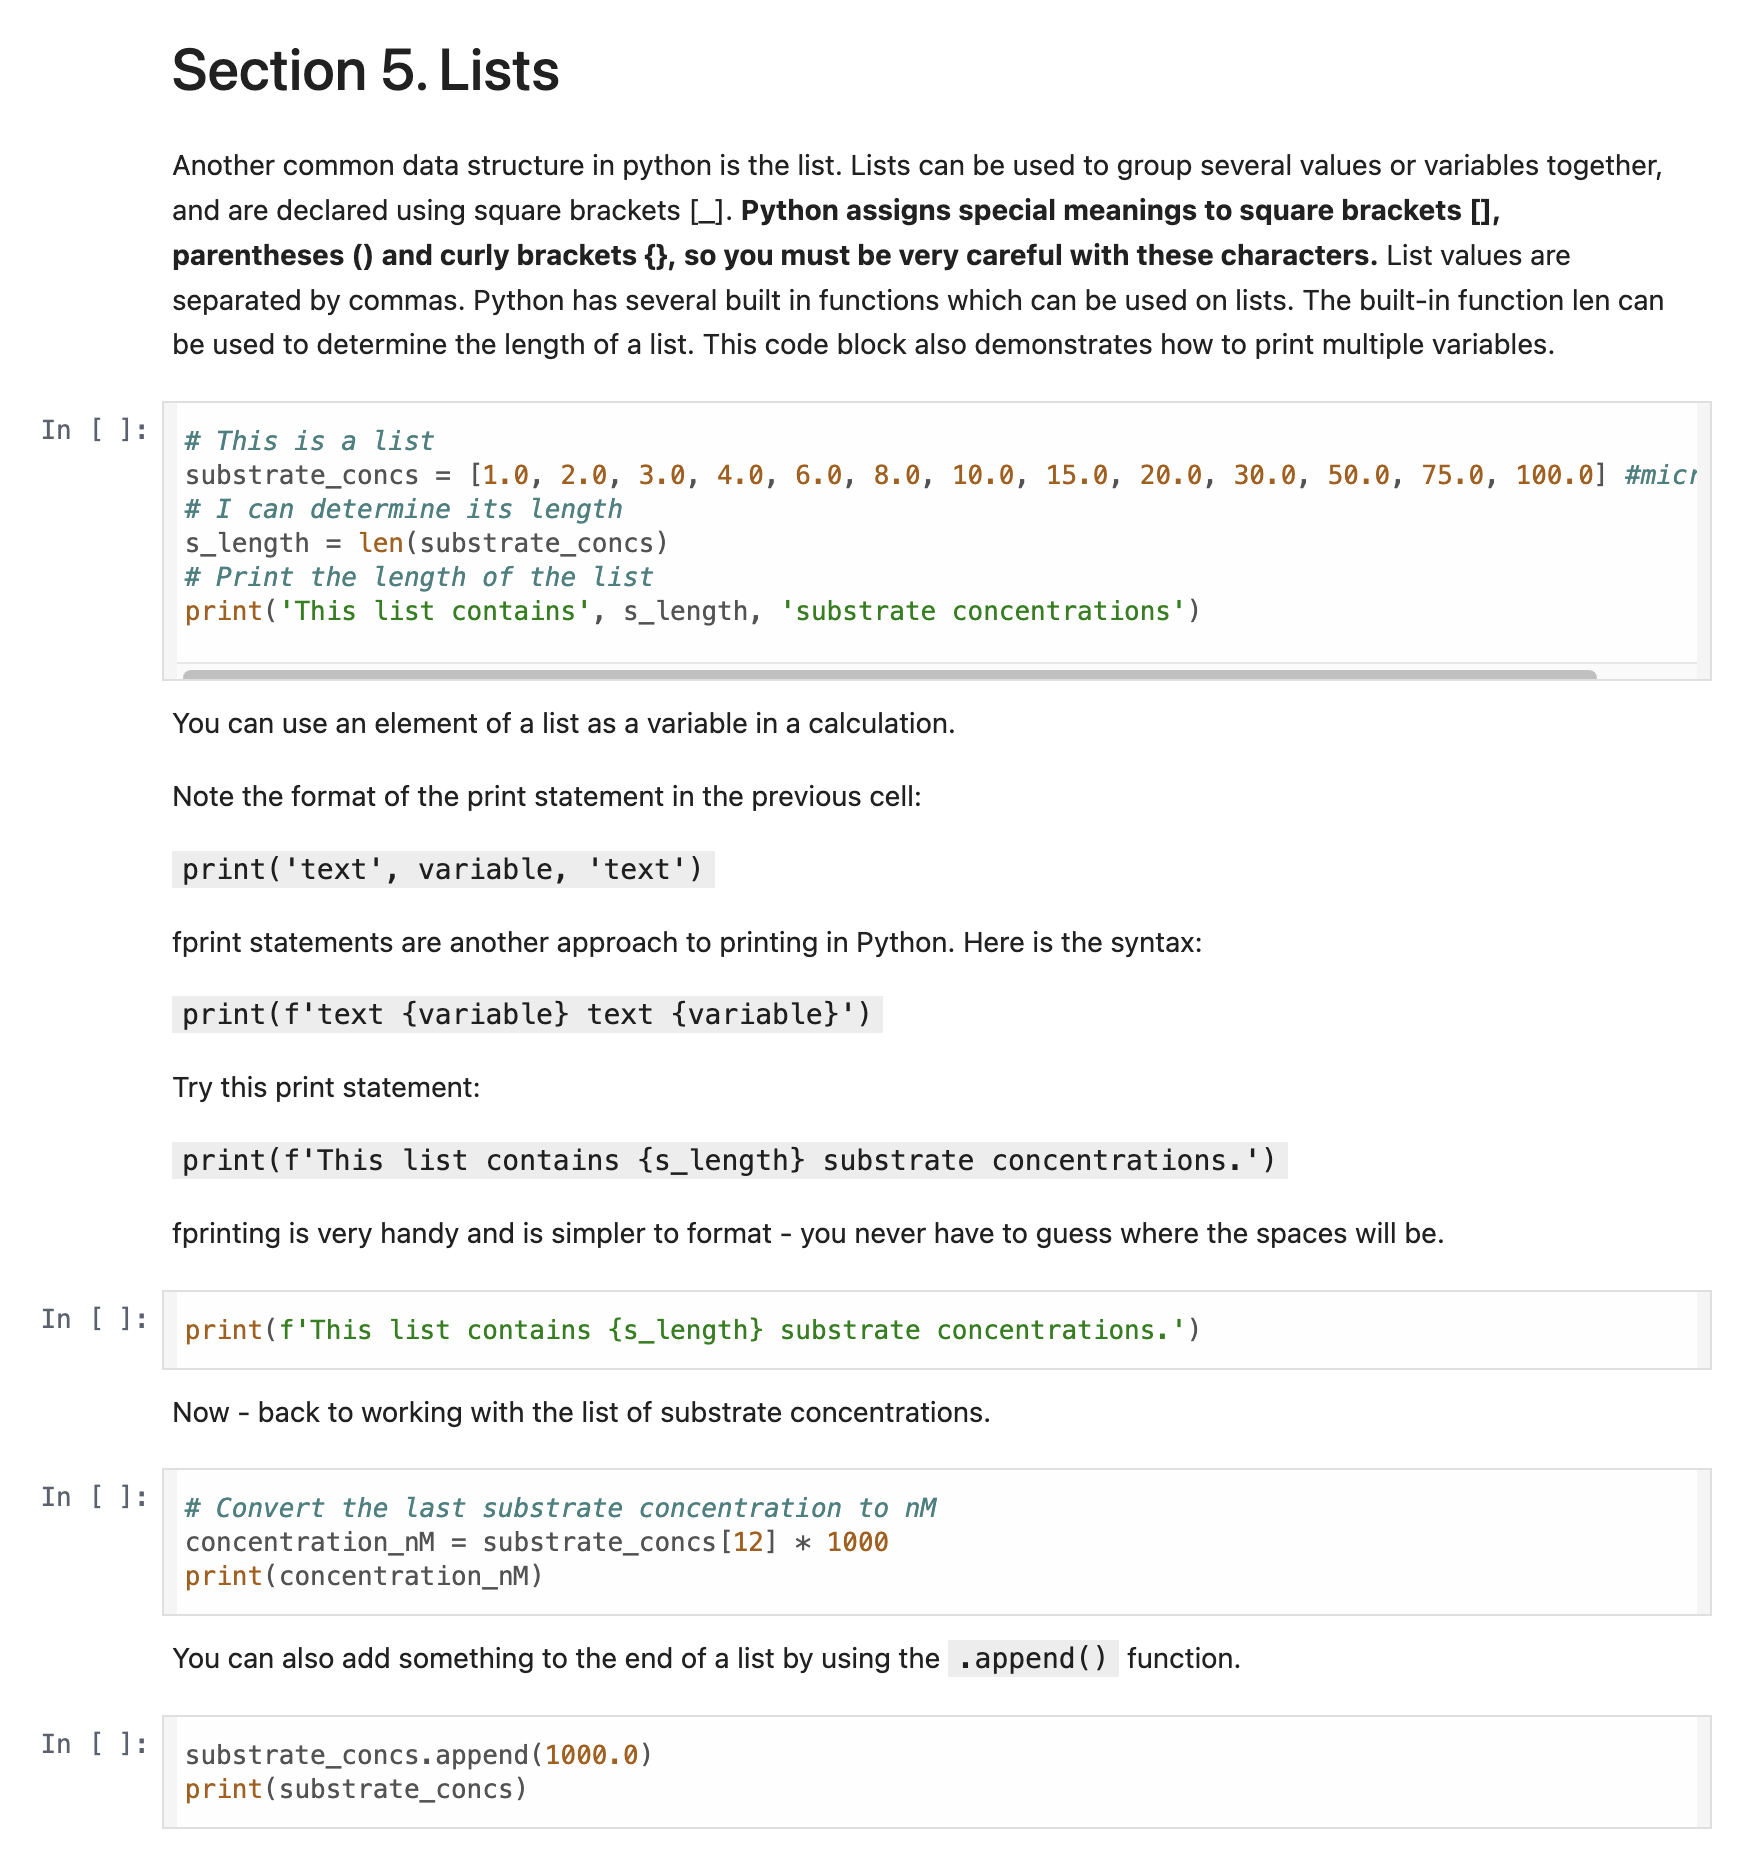 Section 5. Lists
Another common data structure in python is the list. Lists can be used to group several values or variables together,
and are declared using square brackets [_]. Python assigns special meanings to square brackets [],
parentheses () and curly brackets {}, so you must be very careful with these characters. List values are
separated by commas. Python has several built in functions which can be used on lists. The built-in function len can
be used to determine the length of a list. This code block also demonstrates how to print multiple variables.
In [ ]:
# This is a list
substrate_concs = [1.0, 2.0, 3.0, 4.0, 6.0, 8.0, 10.0, 15.0, 20.0, 30.0, 50.0, 75.0, 100.0] #micr
# I can determine its length
s_length = len(substrate_concs)
# Print the length of the list
print('This list contains', s_length, 'substrate concentrations')
You can use an element of a list as a variable in a calculation.
Note the format of the print statement in the previous cell:
print('text', variable, 'text')
fprint statements are another approach to printing in Python. Here is the syntax:
print(f'text {variable} text {variable}')
Try this print statement:
print(f'This list contains {s_length} substrate concentrations.')
fprinting is very handy and is simpler to format - you never have to guess where the spaces will be.
In [ ]:
print(f'This list contains {s_length} substrate concentrations.')
Now - back to working with the list of substrate concentrations.
In [ ]:
# Convert the last substrate concentration to nM
concentration_nM = substrate_concs[12] * 1000
print(concentration_nM)
You can also add something to the end of a list by using the .append() function.
In [ ]:
substrate_concs.append(1000.0)
print(substrate_concs)